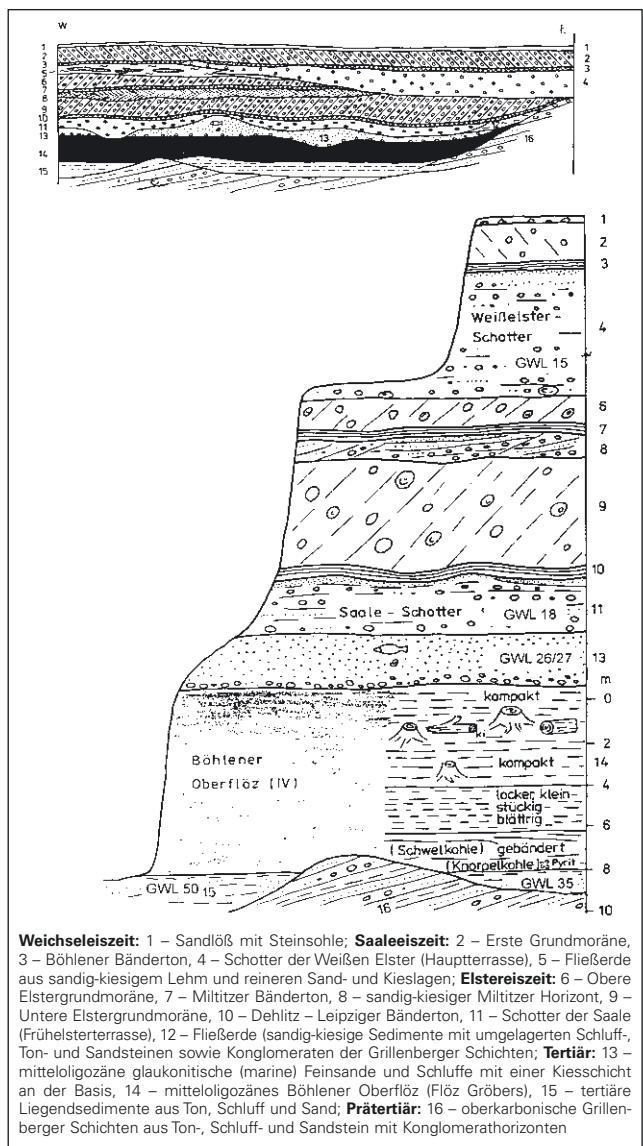 W
E
1
2
3
5
6
7
8
9
10
11
13
14
15
13
16
1
2
3
4
1
2
3
Weißelster-
Schotter
4
GWL 15
6
7
8
9
10
Saale-Schotter
GWL 18
11
GWL 26/27
13
m
kompakt
0
Ki
2
Böhlener
Oberflöz (IV)
kompakt
14
4
locker, klein-
stückig
blättrig
6
(Schwelkohle) gebändert
(Knorpelkohle) Pyrit
8
GWL 50 15
GWL 35
16
10
Weichseleiszeit: 1 – Sandlöß mit Steinsohle; Saaleeiszeit: 2 – Erste Grundmoräne,
3 – Böhlener Bänderton, 4 – Schotter der Weißen Elster (Hauptterrasse), 5 – Fließerde
aus sandig-kiesigem Lehm und reineren Sand- und Kieslagen; Elstereiszeit: 6 – Obere
Elstergrundmoräne, 7 – Miltitzer Bänderton, 8 – sandig-kiesiger Miltitzer Horizont, 9 –
Untere Elstergrundmoräne, 10 – Dehlitz – Leipziger Bänderton, 11 – Schotter der Saale
(Frühelsterterrasse), 12 – Fließerde (sandig-kiesige Sedimente mit umgelagerten Schluff-,
Ton- und Sandsteinen sowie Konglomeraten der Grillenberger Schichten; Tertiär: 13 –
mitteloligozäne glaukonitische (marine) Feinsande und Schluffe mit einer Kiesschicht
an der Basis, 14 – mitteloligozänes Böhlener Oberflöz (Flöz Gröbers), 15 – tertiäre
Liegendsedimente aus Ton, Schluff und Sand; Prätertiär: 16 – oberkarbonische Grillen-
berger Schichten aus Ton-, Schluff- und Sandstein mit Konglomerathorizonten